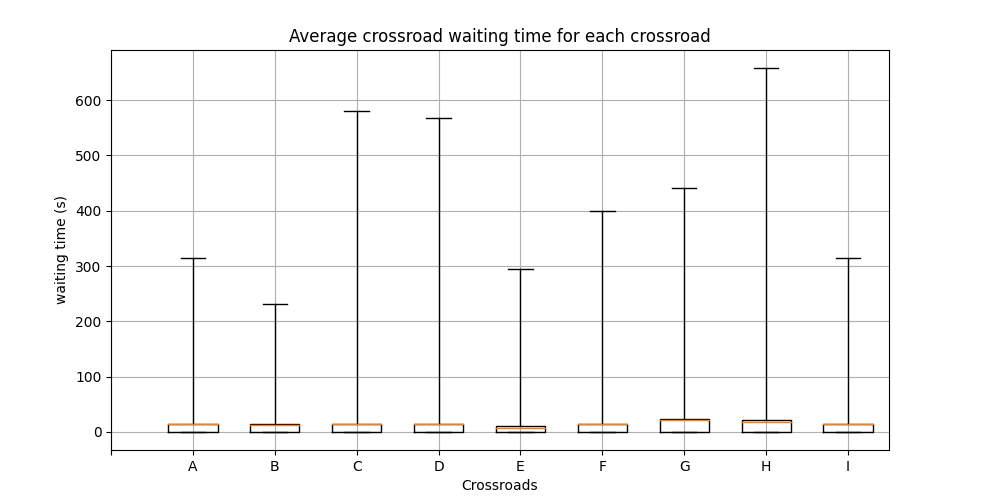 Average crossroad waiting time for each crossroad
waiting time (s)
600
500
400
300
200
100
0
A B C D E F G H I
Crossroads